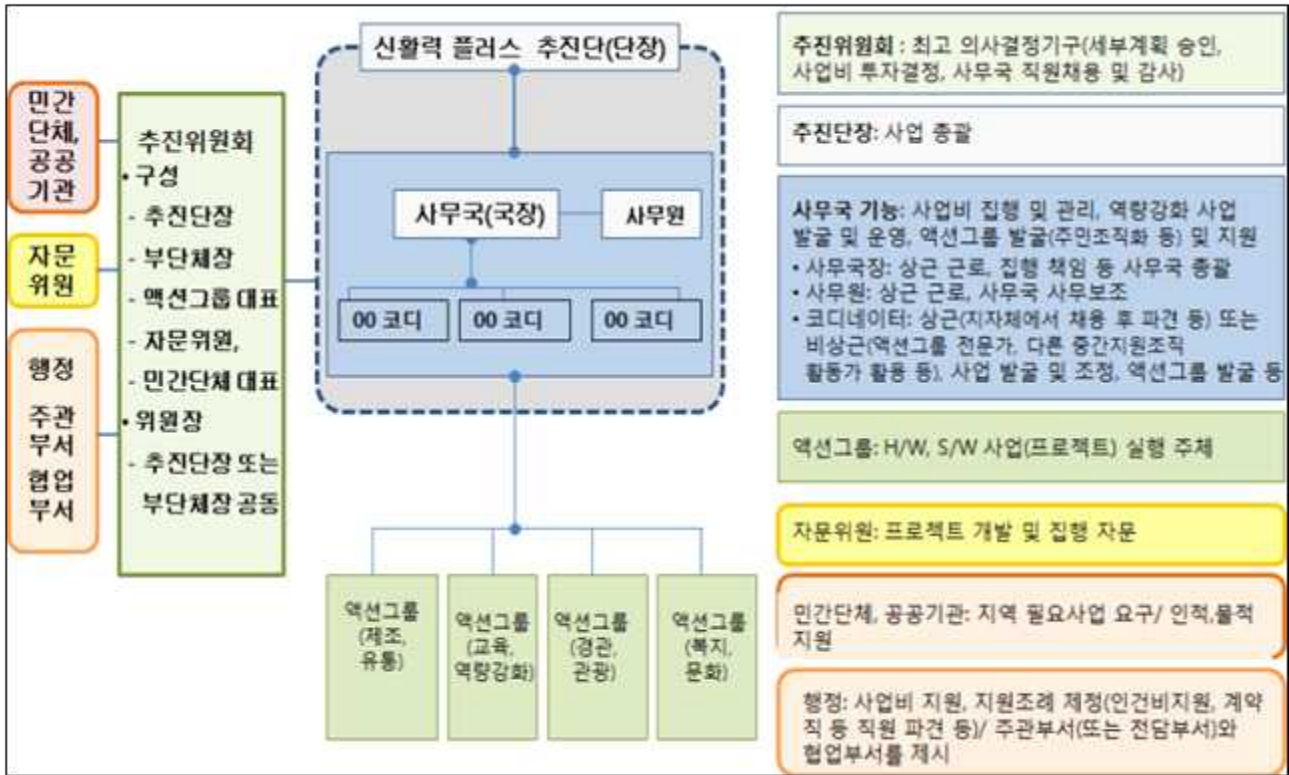 신활력 플러스 추진단(단장)
민간
단체,
공공
기관
자문
위원
행정
주관
부서
협업
부서
추진위원회
• 구성
- 추진단장
- 부단체장
- 액션그룹 대표
- 자문위원,
- 민간단체 대표
• 위원장
- 추진단장 또는
부단체장 공동
사무국(국장)
사무원
00 코디
00 코디
00 코디
액션그룹
(제조,
유통)
액션그룹
(교육,
역량강화)
액션그룹
(경관,
관광)
액션그룹
(복지,
문화)
추진위원회 : 최고 의사결정기구(세부계획 승인,
사업비 투자결정, 사무국 직원채용 및 감사)
추진단장: 사업 총괄
사무국 기능: 사업비 집행 및 관리, 역량강화 사업
발굴 및 운영, 액션그룹 발굴(주민조직화 등) 및 지원
• 사무국장: 상근 근로, 집행 책임 등 사무국 총괄
• 사무원: 상근 근로, 사무국 사무보조
• 코디네이터: 상근(지자체에서 채용 후 파견 등) 또는
비상근(액션그룹 전문가, 다른 중간지원조직
활동가 활용 등), 사업 발굴 및 조정, 액션그룹 발굴 등
액션그룹: H/W, S/W 사업(프로젝트) 실행 주체
자문위원: 프로젝트 개발 및 집행 자문
민간단체, 공공기관: 지역 필요사업 요구/ 인적,물적
지원
행정: 사업비 지원, 지원조례 제정(인건비지원, 계약
직 등 직원 파견 등)/ 주관부서(또는 전담부서)와
협업부서를 제시